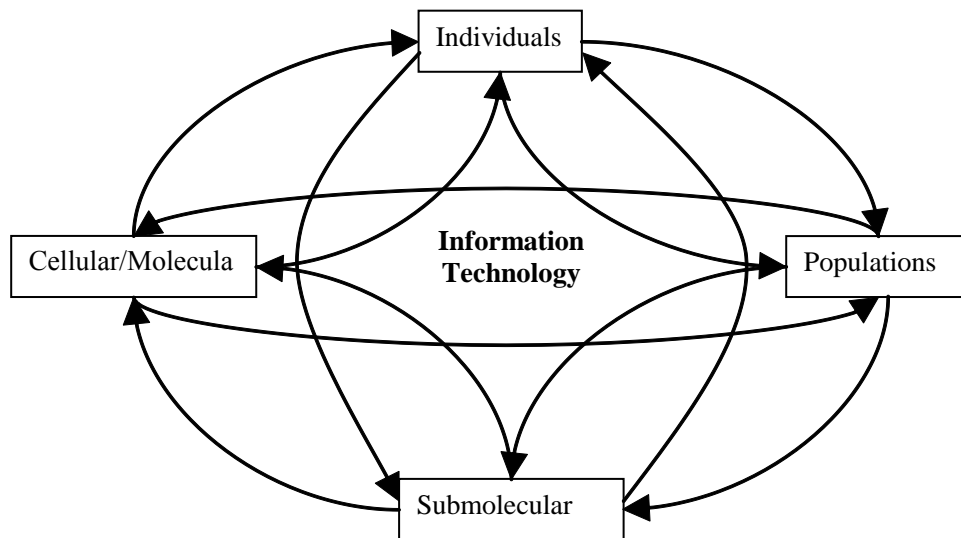 Individuals
Cellular/Molecula
Information
Technology
Populations
Submolecular